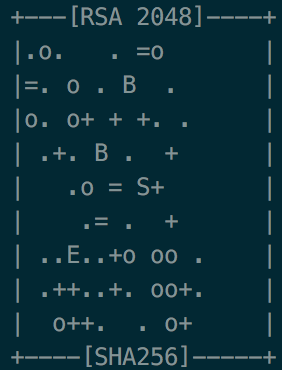 +---[RSA 2048]----+
|.o.   . =o       |
|=. o . B  .      |
|o. o+ + +. .     |
| .+. B .  +      |
|   .o = S+       |
|    .= .  +      |
| ..E..+o oo .    |
| .++..+. oo+.    |
|  o++.  . o+     |
+----[SHA256]-----+